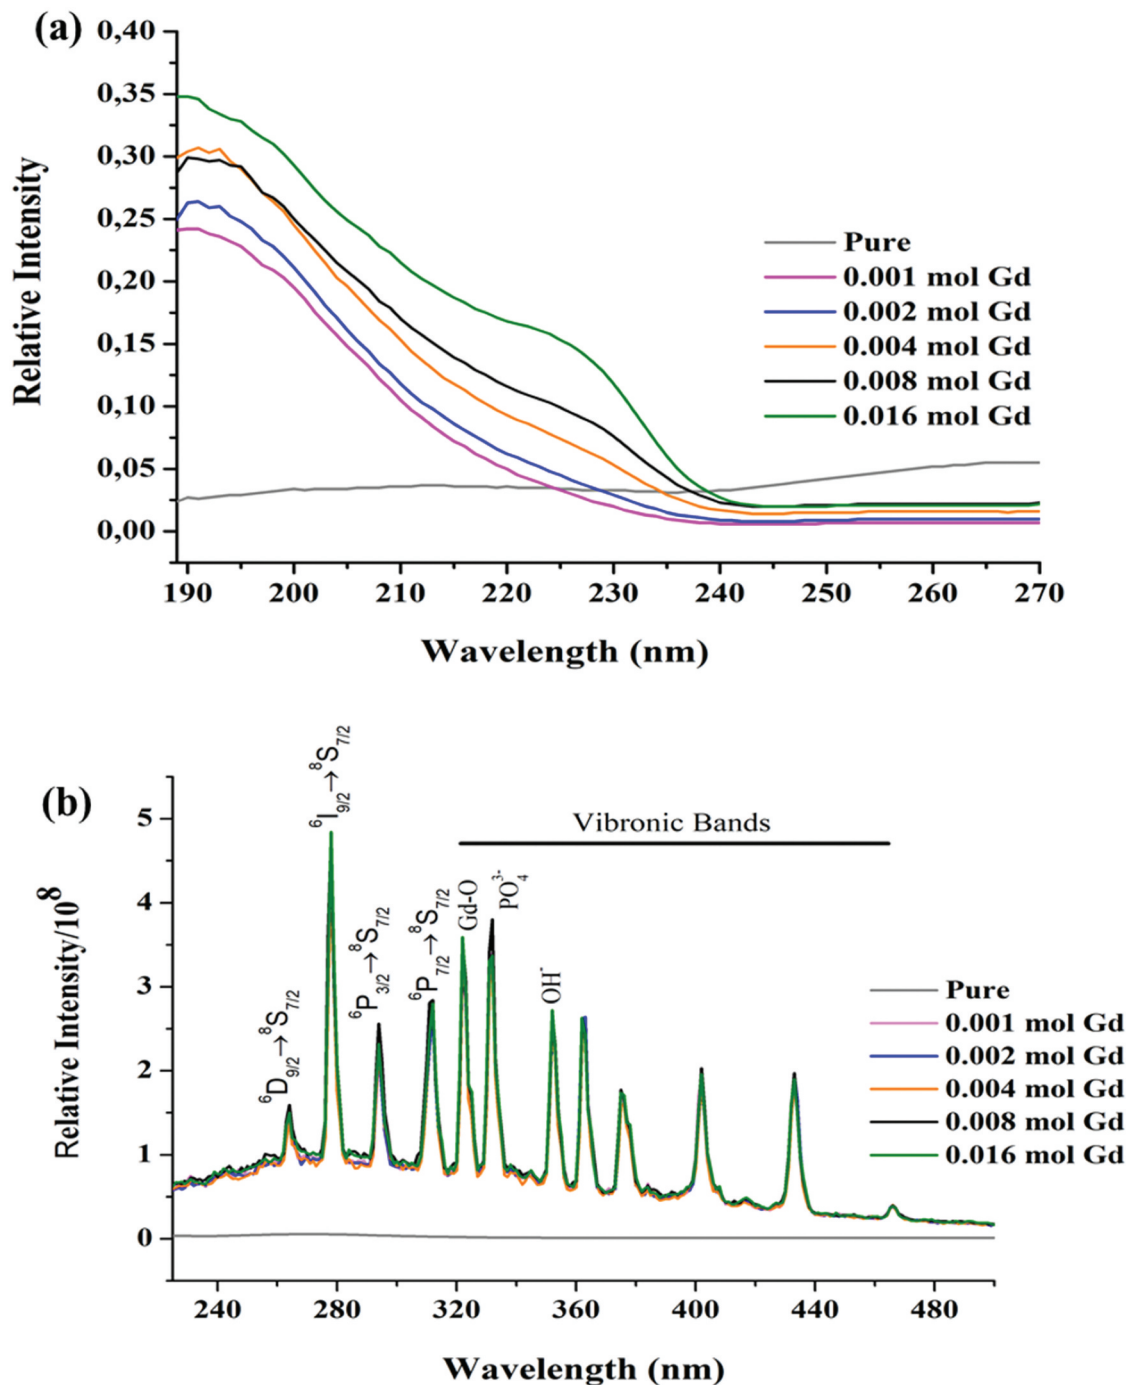 (a)
0,40
0,35
0,30
0,25
0,20
0,15
0,10
0,05
0,00
Relative Intensity
Pure
0.001 mol Gd
0.002 mol Gd
0.004 mol Gd
0.008 mol Gd
0.016 mol Gd
190 200 210 220 230 240 250 260 270
Wavelength (nm)
(b)
5
4
3
2
1
0
Relative Intensity/10⁸
⁶D9/2→⁸S7/2
⁶I9/2→⁸S7/2
⁶P3/2→⁸S7/2
⁶P7/2→⁸S7/2
Vibronic Bands
Gd-O
PO₄³⁻
OH⁻
Pure
0.001 mol Gd
0.002 mol Gd
0.004 mol Gd
0.008 mol Gd
0.016 mol Gd
240 280 320 360 400 440 480
Wavelength (nm)